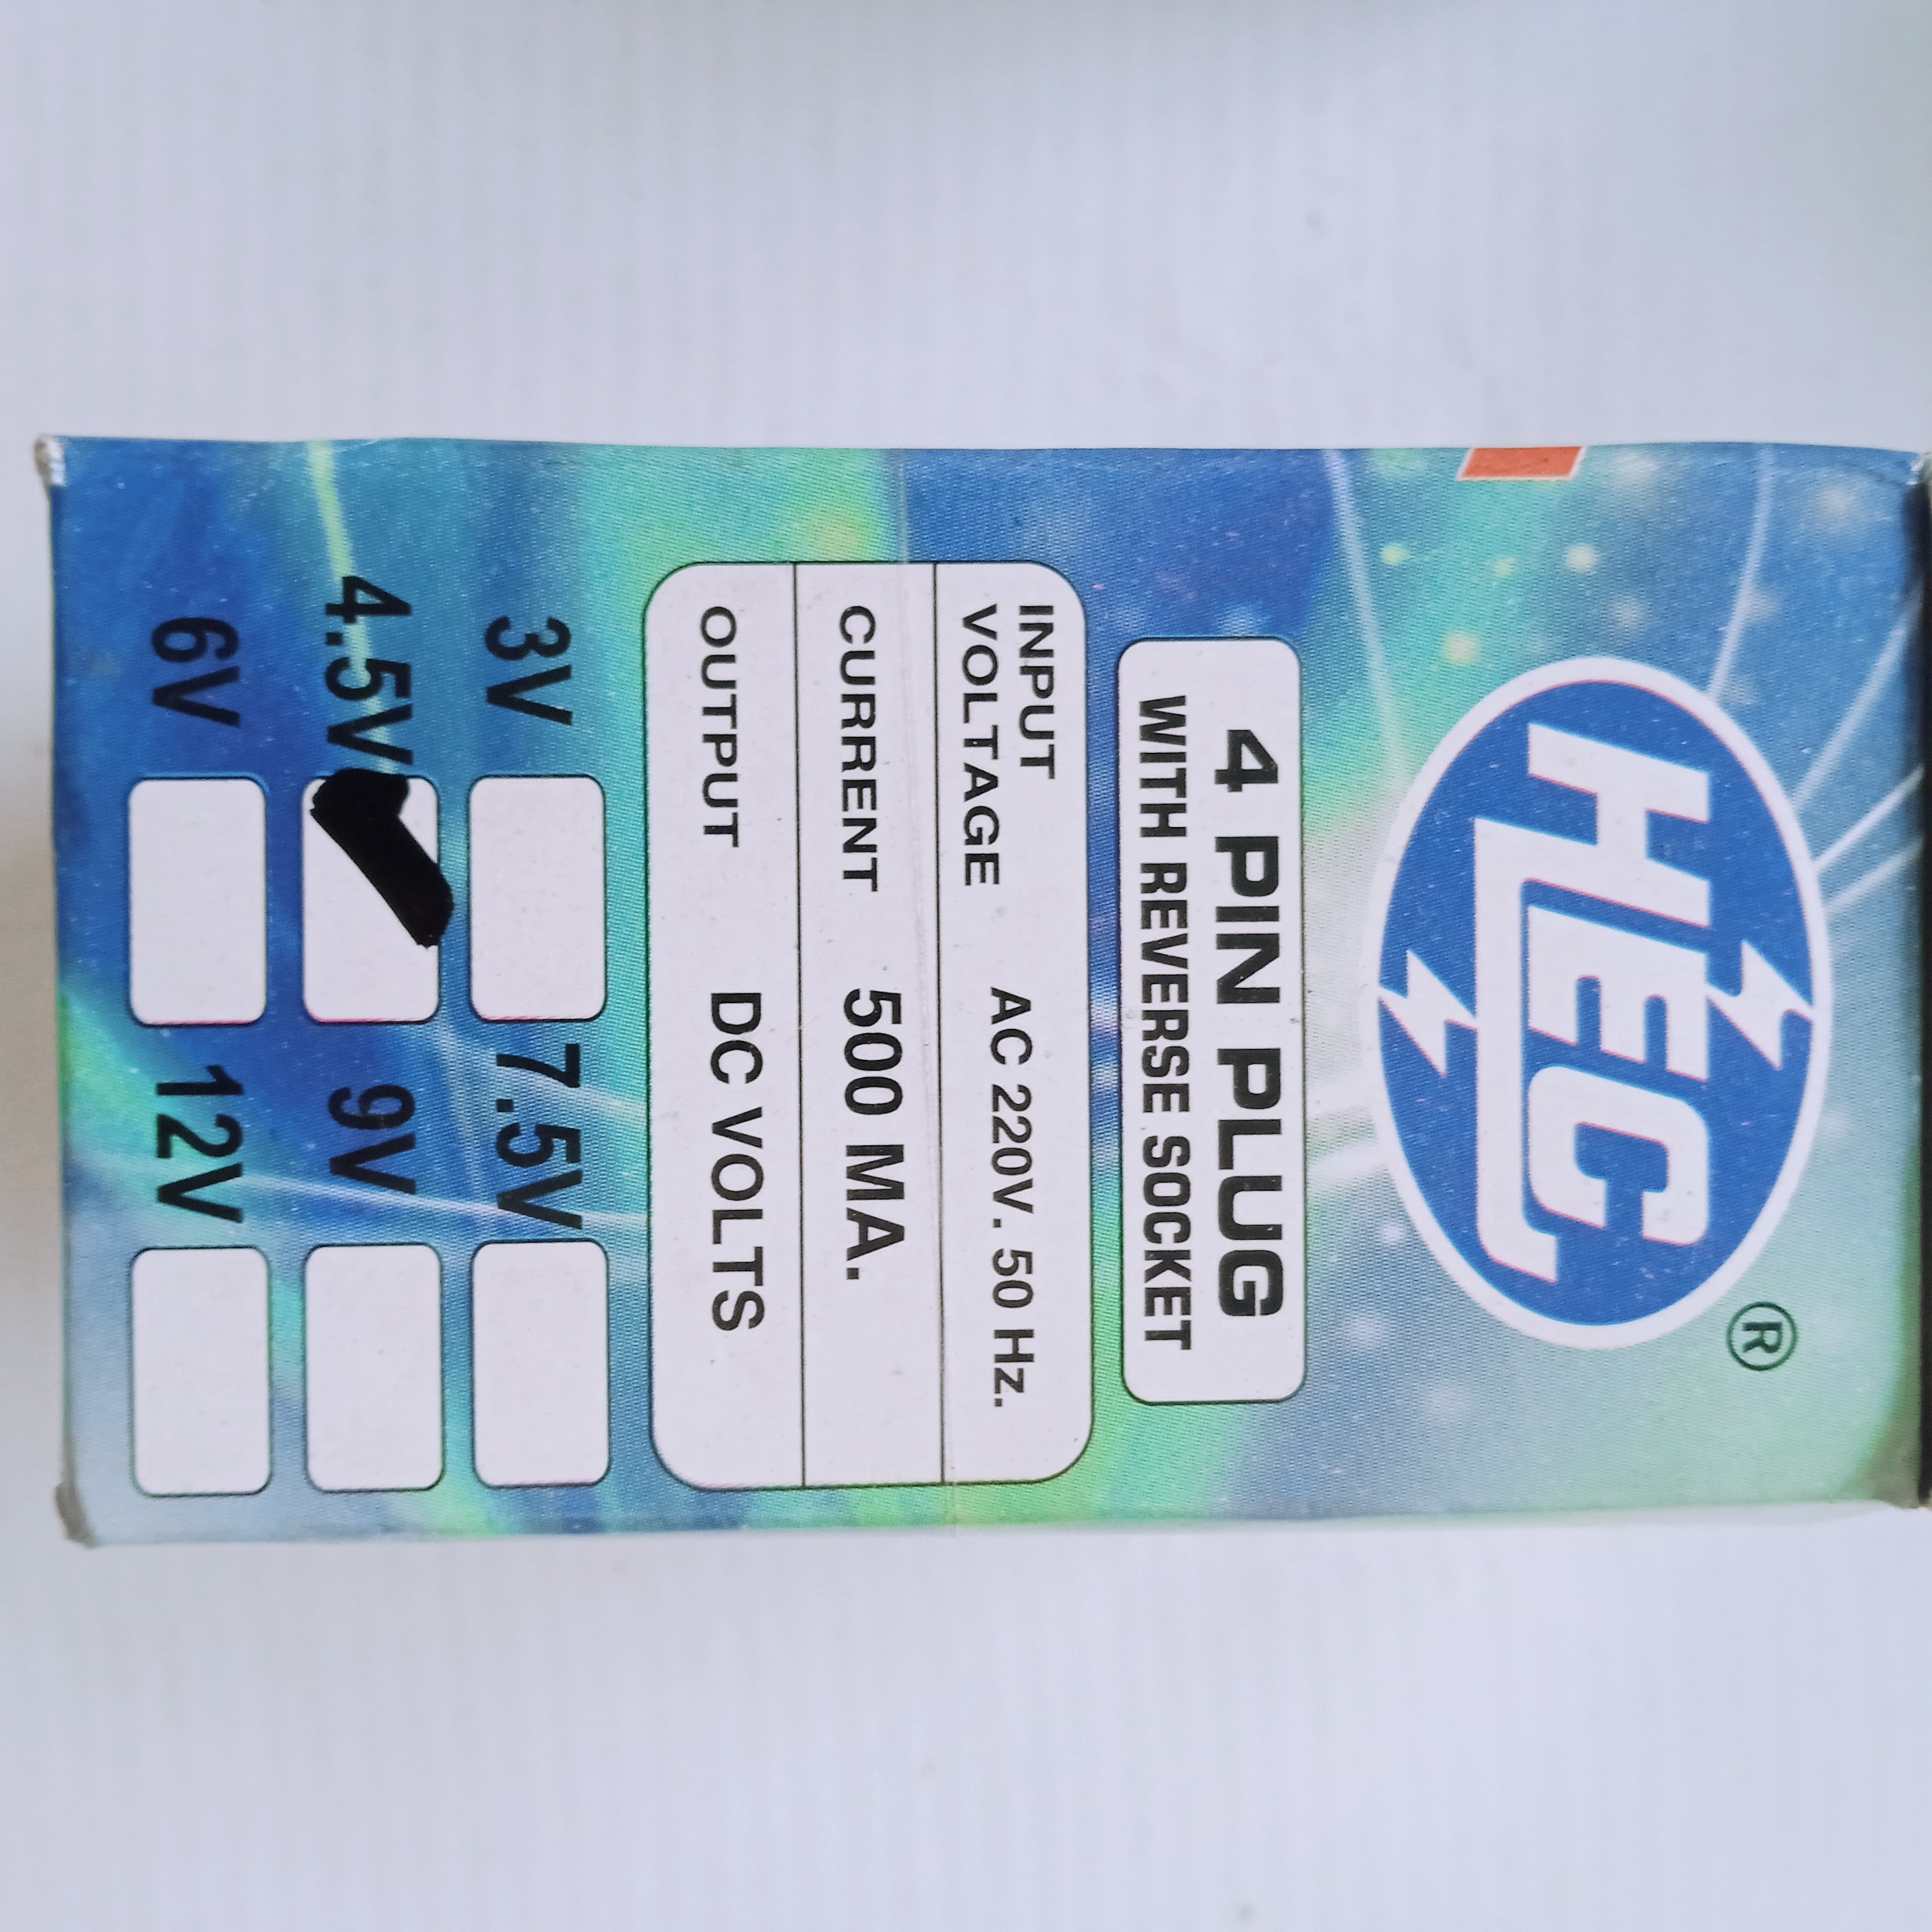 HEC
®
4 PIN PLUG
WITH REVERSE SOCKET
INPUT VOLTAGE AC 220V. 50 Hz.
CURRENT 500 MA.
OUTPUT DC VOLTS
3V 7.5V
4.5V 9V
6V 12V